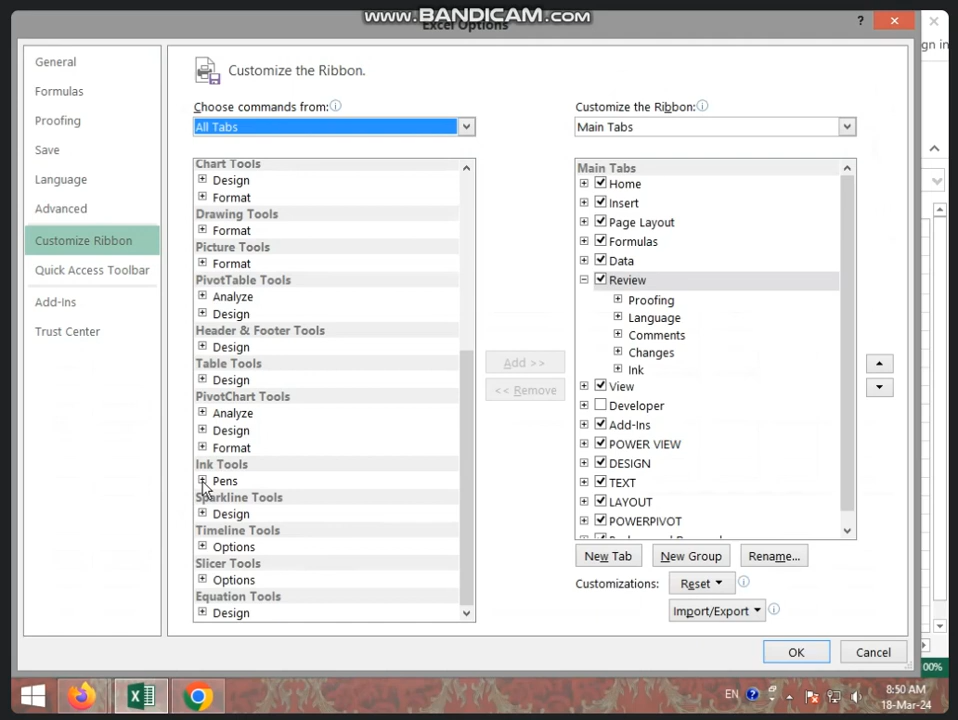 www.BANDICAM.com
Excel Options
?
gn in
General
Formulas
Proofing
Save
Language
Advanced
Customize Ribbon
Quick Access Toolbar
Add-Ins
Trust Center
Customize the Ribbon.
Choose commands from:
All Tabs
Chart Tools
Design
Format
Drawing Tools
Format
Picture Tools
Format
PivotTable Tools
Analyze
Design
Header & Footer Tools
Design
Table Tools
Design
PivotChart Tools
Analyze
Design
Format
Ink Tools
Pens
Sparkline Tools
Design
Timeline Tools
Options
Slicer Tools
Options
Equation Tools
Design
Add >>
<< Remove
Customize the Ribbon:
Main Tabs
Main Tabs
Home
Insert
Page Layout
Formulas
Data
Review
Proofing
Language
Comments
Changes
Ink
View
Developer
Add-Ins
POWER VIEW
DESIGN
TEXT
LAYOUT
POWERPIVOT
New Tab
New Group
Rename...
Customizations:
Reset
Import/Export
OK
Cancel
00%
EN
8:50 AM
18-Mar-24